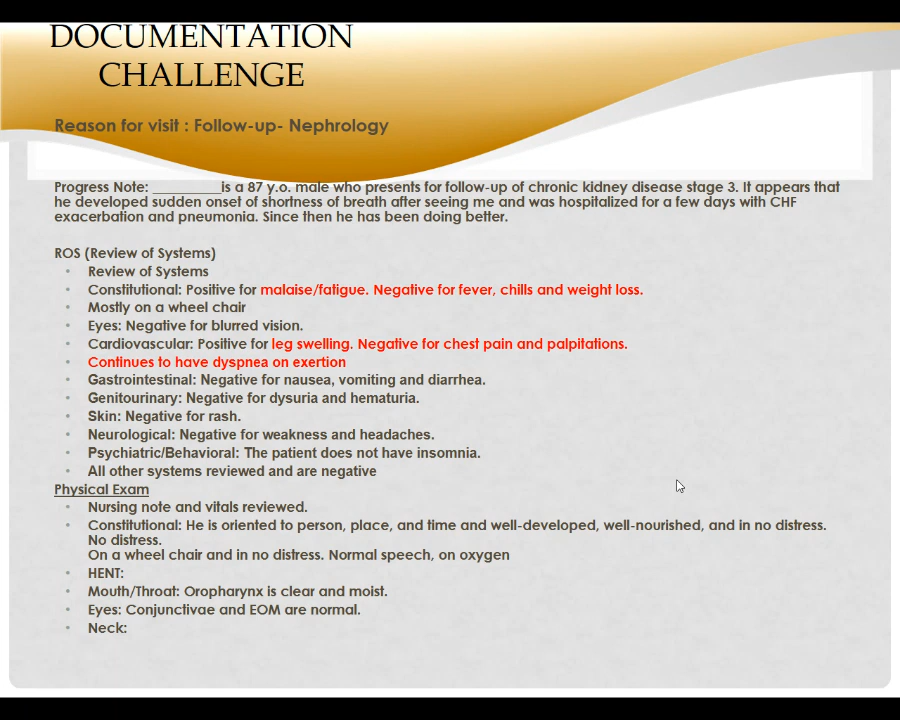 DOCUMENTATION
CHALLENGE
Reason for visit : Follow-up- Nephrology
Progress Note: _________is a 87 y.o. male who presents for follow-up of chronic kidney disease stage 3. It appears that
he developed sudden onset of shortness of breath after seeing me and was hospitalized for a few days with CHF
exacerbation and pneumonia. Since then he has been doing better.
ROS (Review of Systems)
• Review of Systems
• Constitutional: Positive for malaise/fatigue. Negative for fever, chills and weight loss.
• Mostly on a wheel chair
• Eyes: Negative for blurred vision.
• Cardiovascular: Positive for leg swelling. Negative for chest pain and palpitations.
• Continues to have dyspnea on exertion
• Gastrointestinal: Negative for nausea, vomiting and diarrhea.
• Genitourinary: Negative for dysuria and hematuria.
• Skin: Negative for rash.
• Neurological: Negative for weakness and headaches.
• Psychiatric/Behavioral: The patient does not have insomnia.
• All other systems reviewed and are negative
Physical Exam
• Nursing note and vitals reviewed.
• Constitutional: He is oriented to person, place, and time and well-developed, well-nourished, and in no distress.
No distress.
On a wheel chair and in no distress. Normal speech, on oxygen
• HENT:
• Mouth/Throat: Oropharynx is clear and moist.
• Eyes: Conjunctivae and EOM are normal.
• Neck: